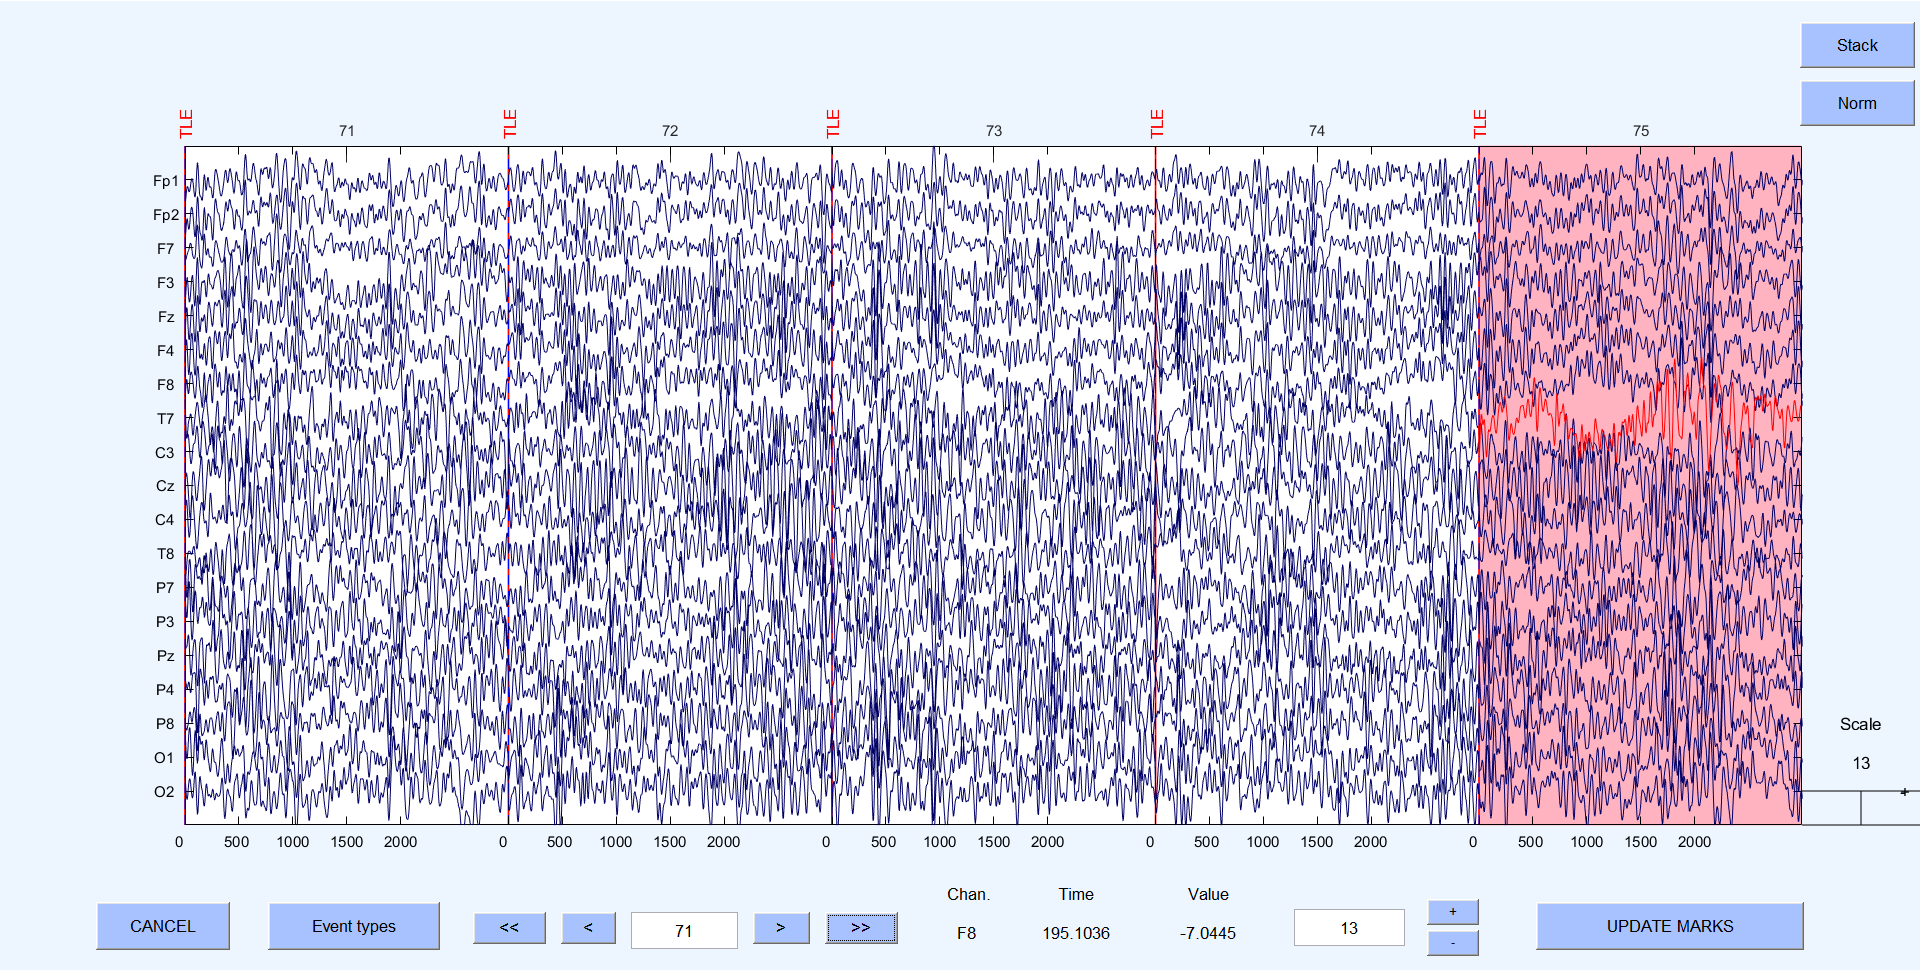 Stack
Norm
TLE 71 TLE 72 TLE 73 TLE 74 TLE 75
Fp1
Fp2
F7
F3
Fz
F4
F8
T7
C3
Cz
C4
T8
P7
P3
Pz
P4
P8
O1
O2
Scale
13
+
0 500 1000 1500 2000 0 500 1000 1500 2000 0 500 1000 1500 2000 0 500 1000 1500 2000 0 500 1000 1500 2000
Chan. Time Value
CANCEL Event types << < 71 > >> F8 195.1036 -7.0445 13 + - UPDATE MARKS